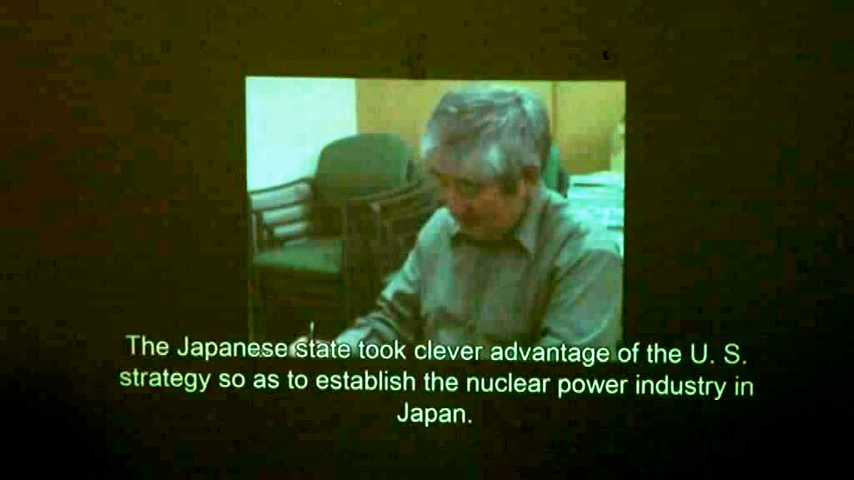 The Japanese state took clever advantage of the U. S.
strategy so as to establish the nuclear power industry in
Japan.